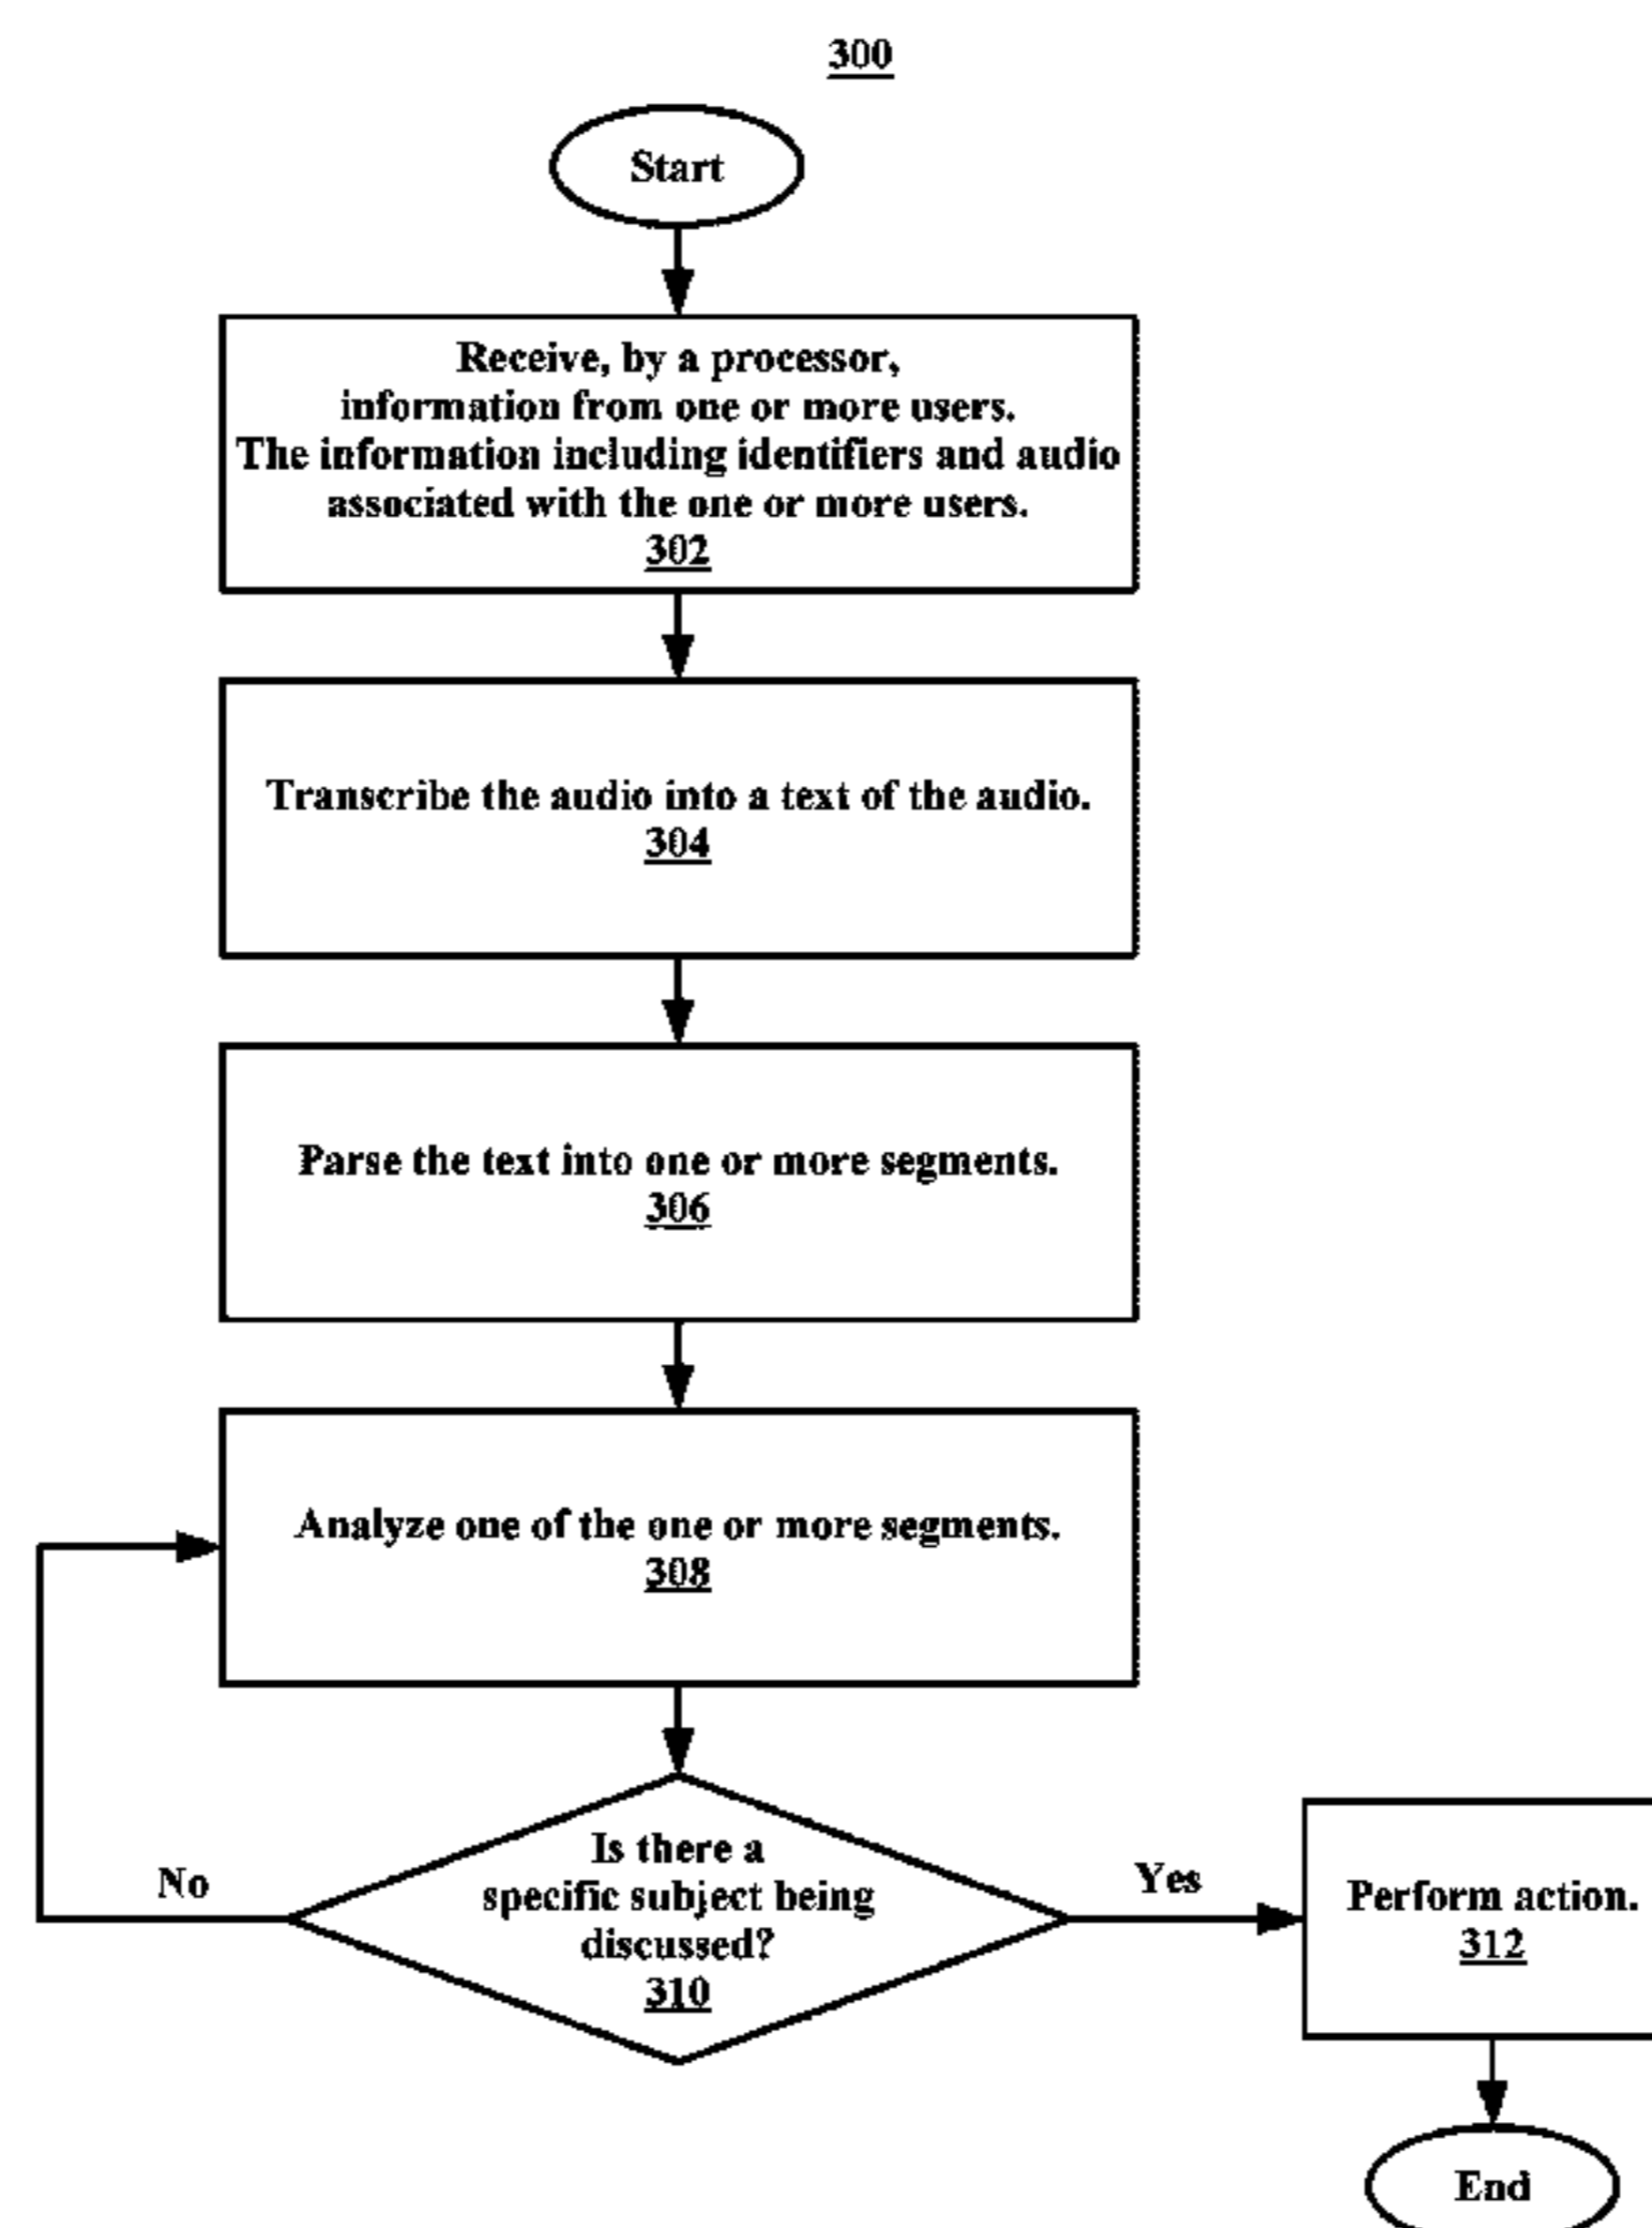 300
Start
Receive, by a processor,
information from one or more users.
The information including identifiers and audio
associated with the one or more users.
302
Transcribe the audio into a text of the audio.
304
Parse the text into one or more segments.
306
Analyze one of the one or more segments.
308
Is there a
specific subject being
discussed?
310
No
Yes
Perform action.
312
End